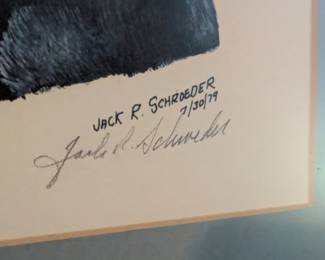 JACK R. SCHROEDER
7/30/79
Jack R. Schroeder